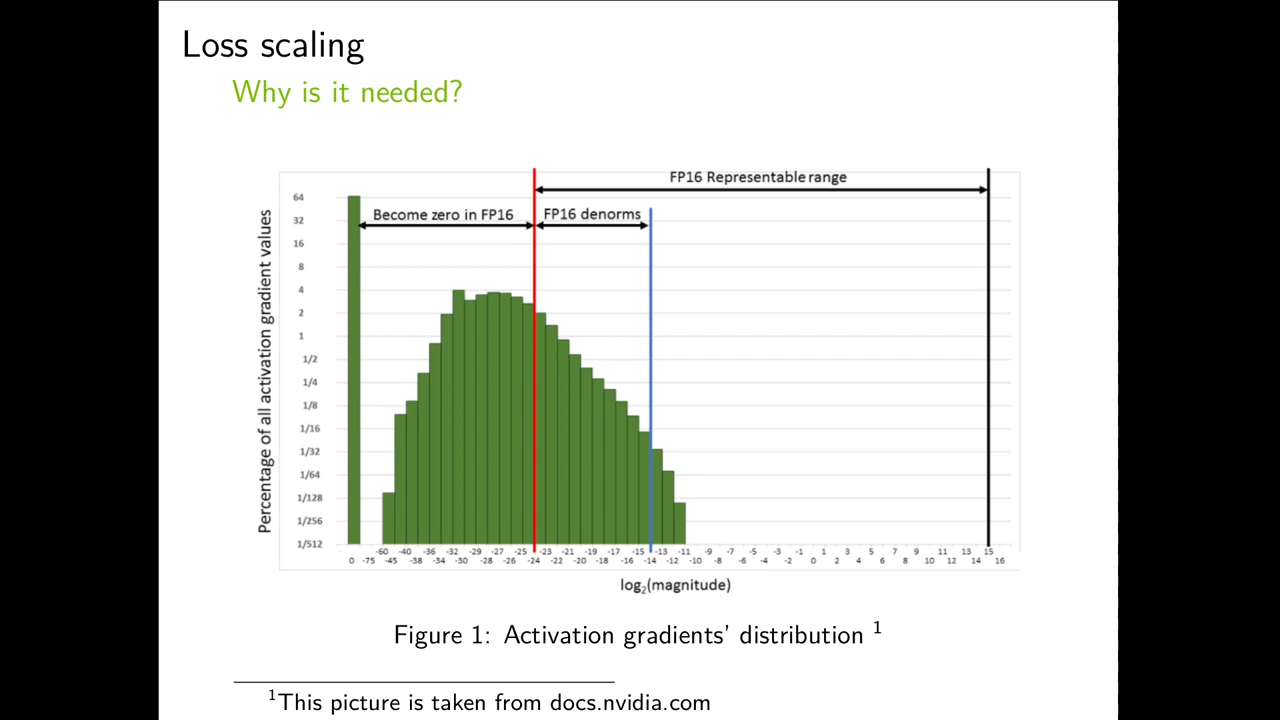 Loss scaling
Why is it needed?
FP16 Representable range
Become zero in FP16
FP16 denorms
Percentage of all activation gradient values
64
32
16
8
4
2
1
1/2
1/4
1/8
1/16
1/32
1/64
1/128
1/256
1/512
-60 -40 -36 -32 -29 -27 -25 -23 -21 -19 -17 -15 -13 -11 -9 -7 -5 -3 -1 1 3 5 7 9 11 13 15
0 -75 -45 -38 -34 -30 -28 -26 -24 -22 -20 -18 -16 -14 -12 -10 -8 -6 -4 -2 0 2 4 6 8 10 12 14 16
log2(magnitude)
Figure 1: Activation gradients' distribution 1
1This picture is taken from docs.nvidia.com